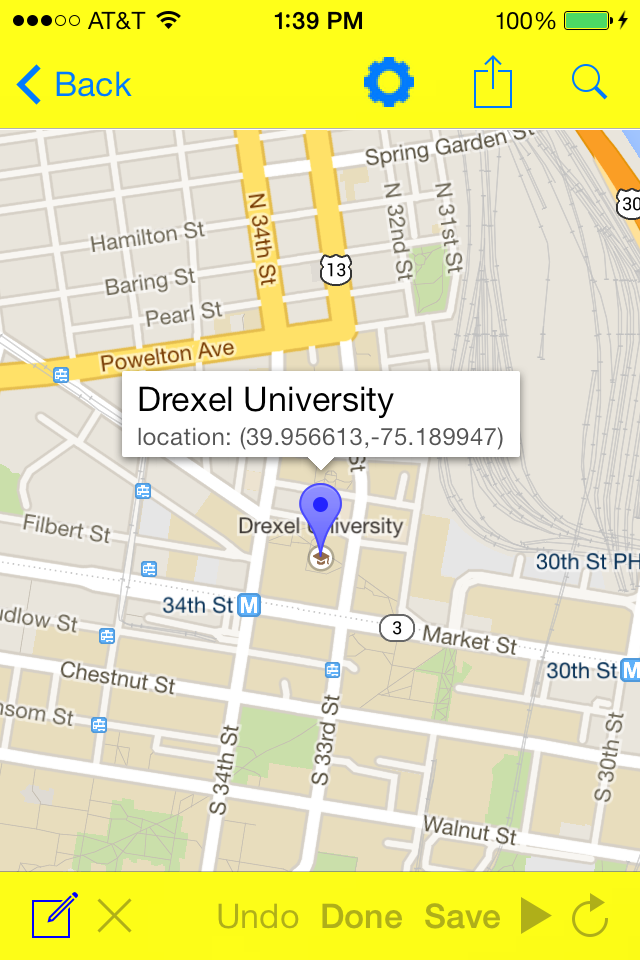 AT&T 1:39 PM 100%
Back
Spring Garden St
N 34th St
N 32nd St
N 31st St
30
Hamilton St
13
Baring St
Pearl St
Powelton Ave
Drexel University
location: (39.956613,-75.189947)
St
Drexel University
Filbert St
30th St PH
34th St M
udlow St
3
Market St
Chestnut St
30th St M
nsom St
S 34th St
S 33rd St
S 30th St
Walnut St
Undo Done Save